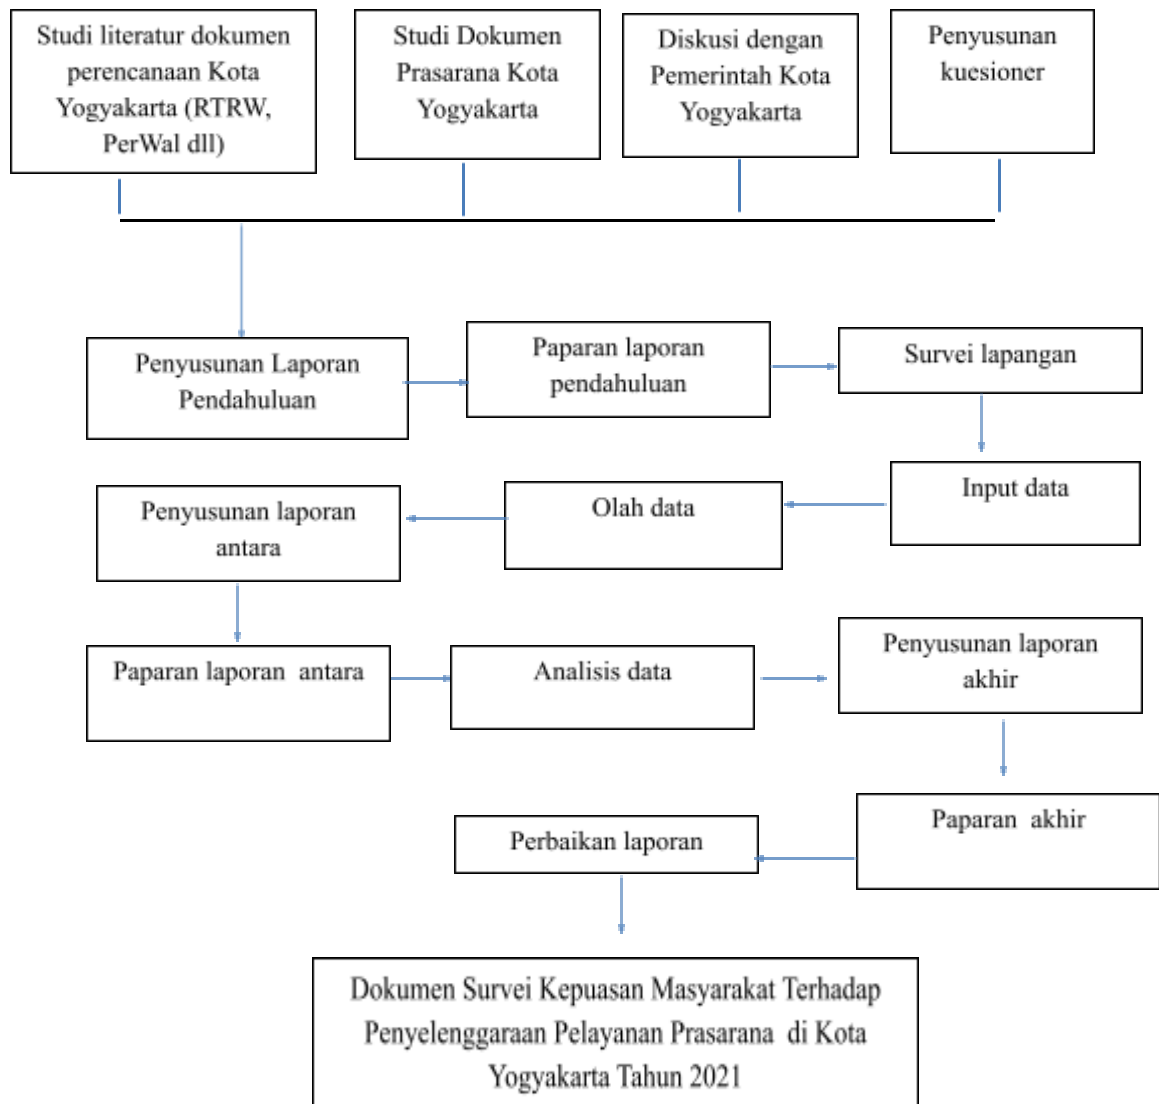 Studi literatur dokumen
perencanaan Kota
Yogyakarta (RTRW,
PerWal dll)
Studi Dokumen
Prasarana Kota
Yogyakarta
Diskusi dengan
Pemerintah Kota
Yogyakarta
Penyusunan
kuesioner
Penyusunan Laporan
Pendahuluan
Paparan laporan
pendahuluan
Survei lapangan
Input data
Olah data
Penyusunan laporan
antara
Paparan laporan antara
Analisis data
Penyusunan laporan
akhir
Paparan akhir
Perbaikan laporan
Dokumen Survei Kepuasan Masyarakat Terhadap
Penyelenggaraan Pelayanan Prasarana di Kota
Yogyakarta Tahun 2021